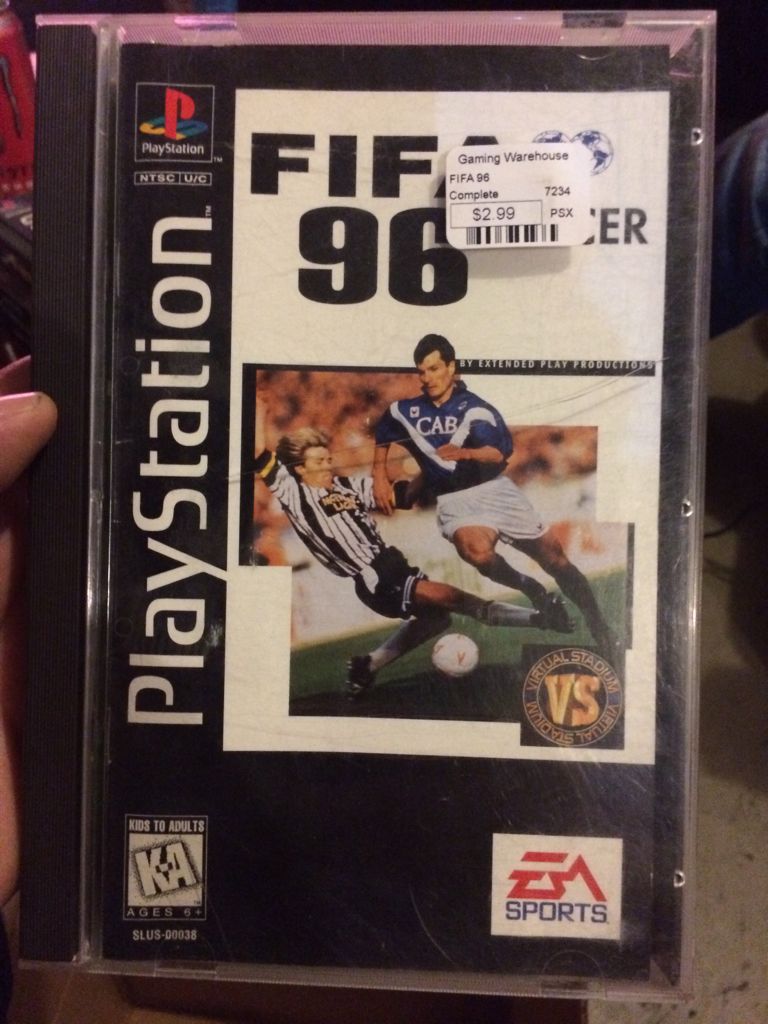 PlayStation
NTSC U/C
PlayStation™
FIFA
96
CER
Gaming Warehouse
FIFA 96
Complete 7234
$2.99 PSX
BY EXTENDED PLAY PRODUCTIONS
CAB
VIRTUAL STADIUM
VS
VIRTUAL STADIUM
KIDS TO ADULTS
KA
AGES 6+
SLUS-00038
EA
SPORTS